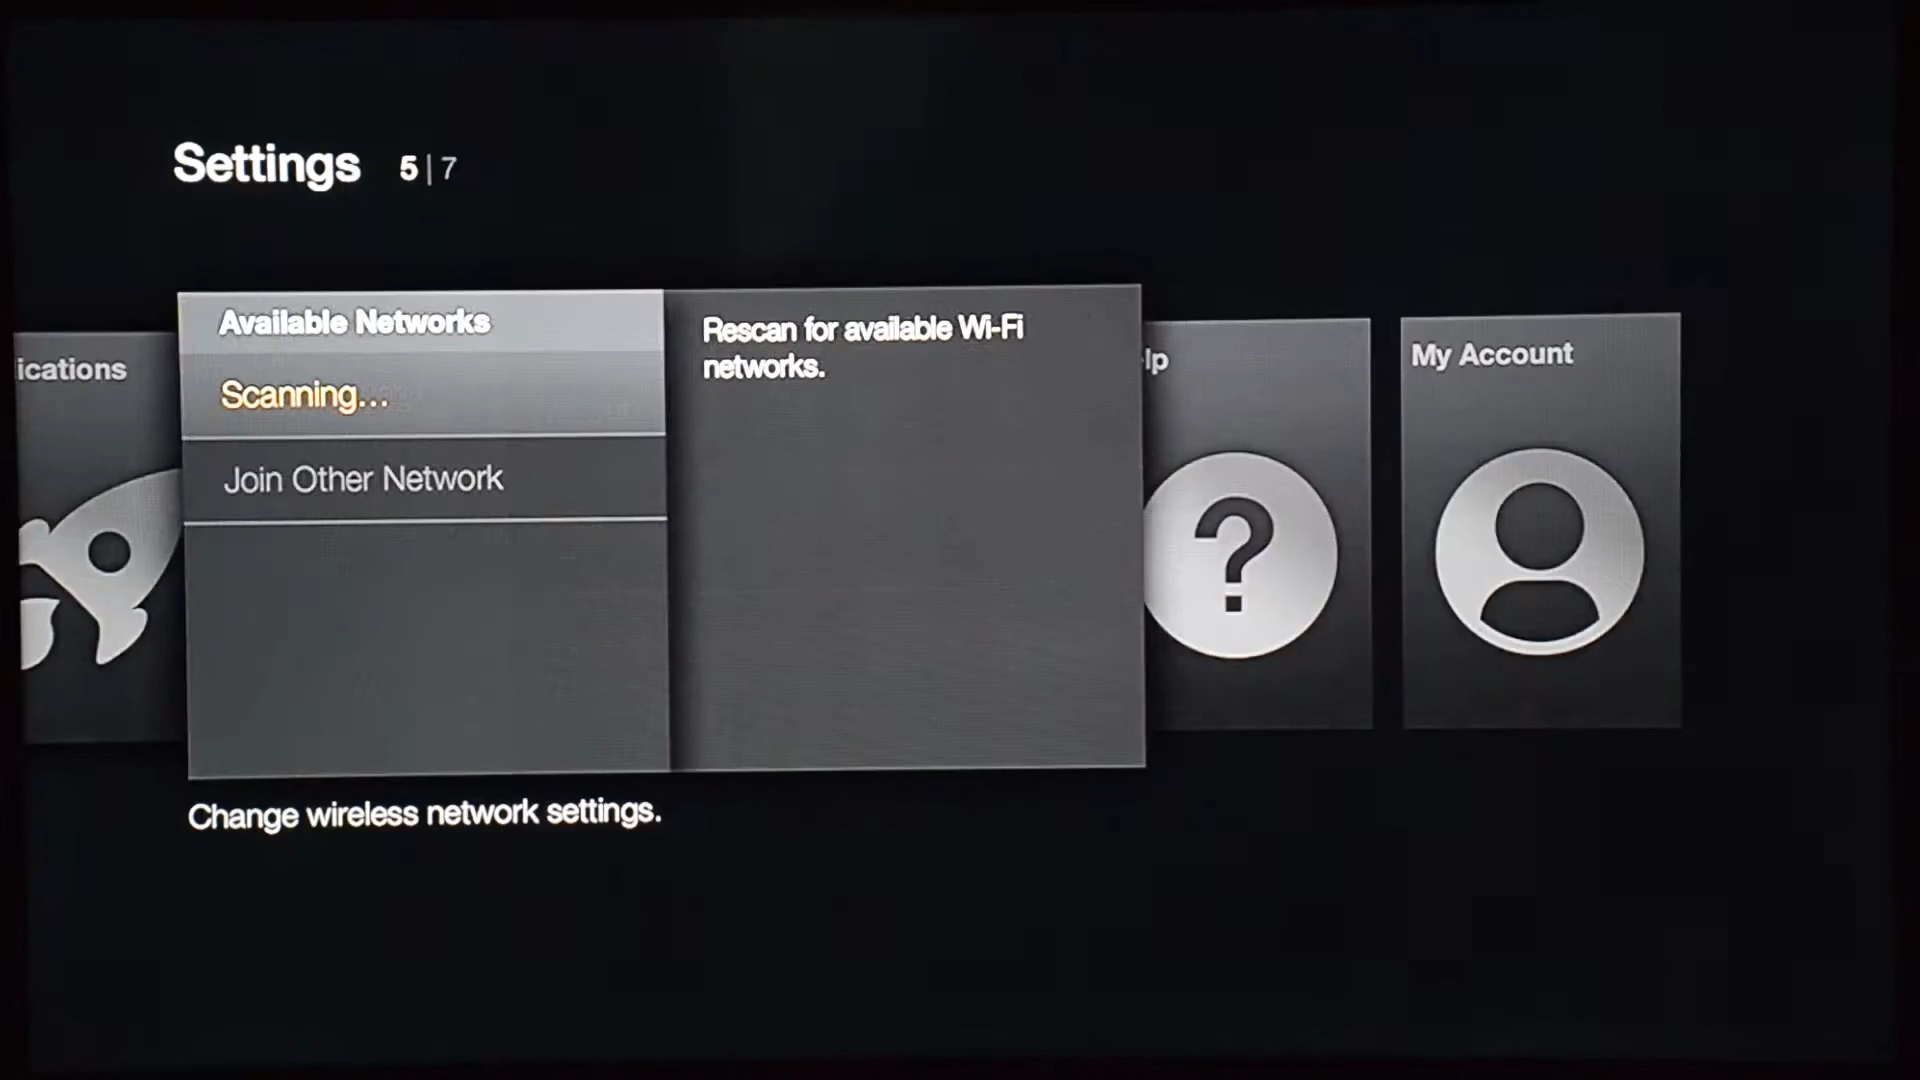 Settings 5|7
ications
Available Networks
Scanning...
Join Other Network
Rescan for available Wi-Fi
networks.
lp
My Account
?
Change wireless network settings.